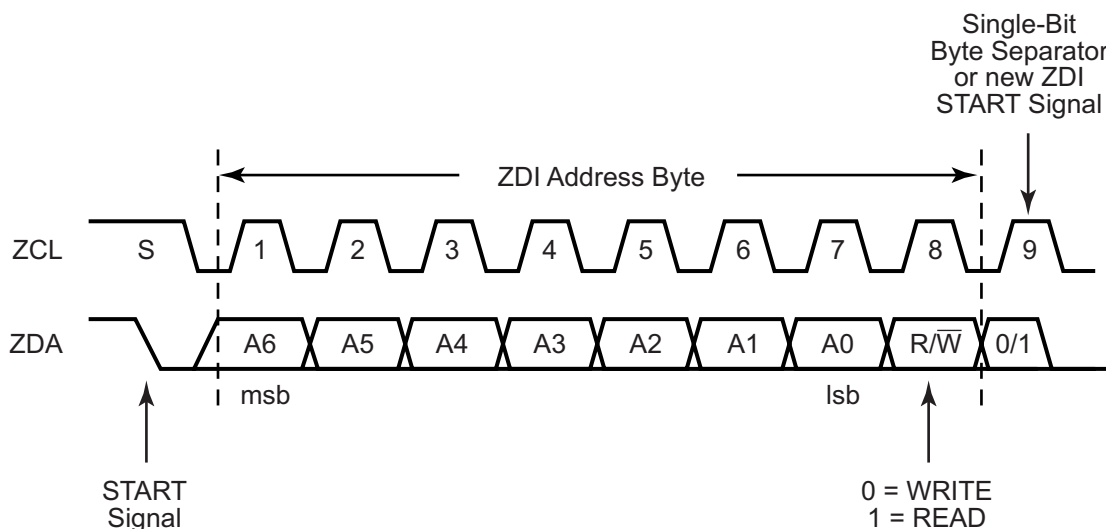 Single-Bit
Byte Separator
or new ZDI
START Signal
ZDI Address Byte
ZCL S 1 2 3 4 5 6 7 8 9
ZDA A6 A5 A4 A3 A2 A1 A0 R/W̅ 0/1
msb lsb
START
Signal
0 = WRITE
1 = READ